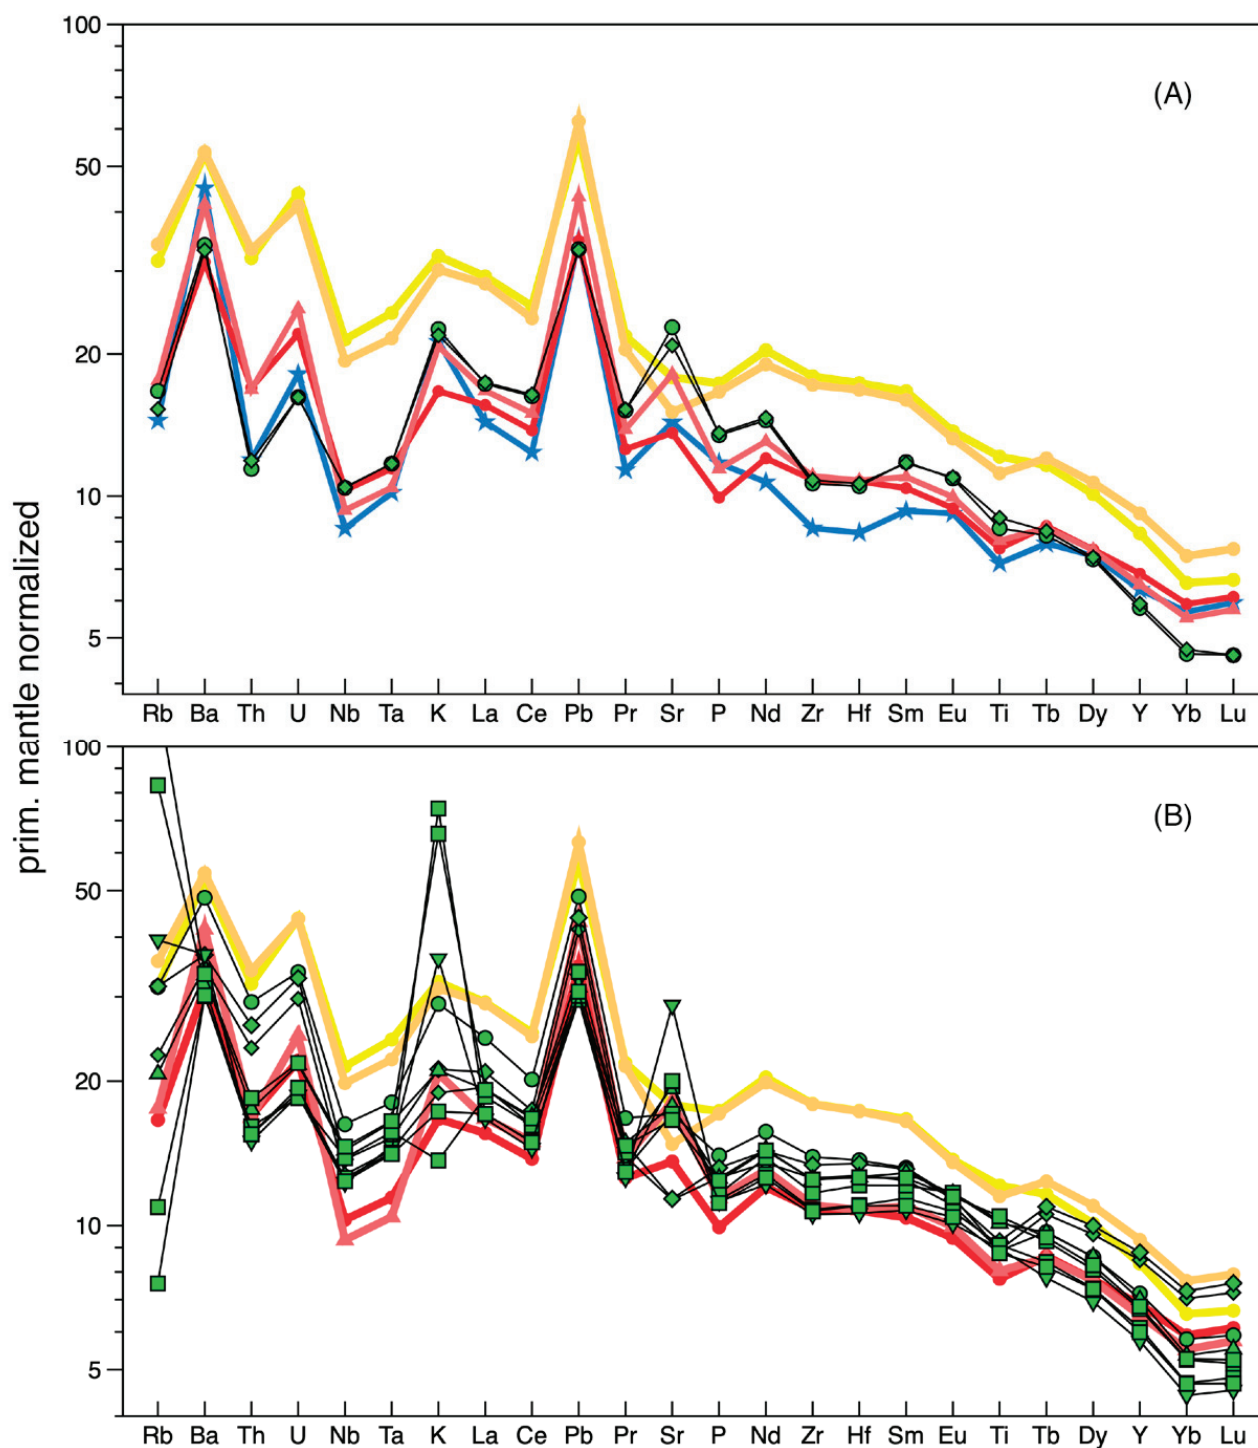 prim. mantle normalized
100
50
20
10
5
(A)
Rb Ba Th U Nb Ta K La Ce Pb Pr Sr P Nd Zr Hf Sm Eu Ti Tb Dy Y Yb Lu
100
50
20
10
5
(B)
Rb Ba Th U Nb Ta K La Ce Pb Pr Sr P Nd Zr Hf Sm Eu Ti Tb Dy Y Yb Lu